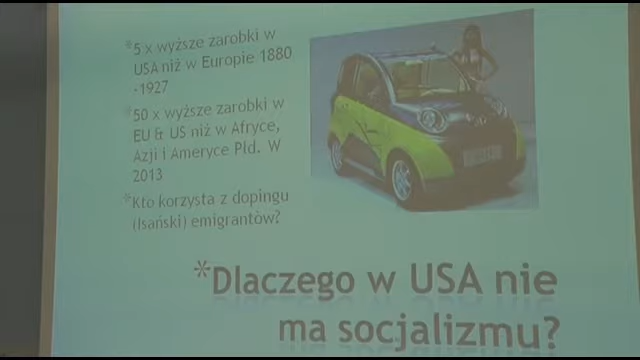 *5 x wyższe zarobki w
USA niż w Europie 1880
-1927
*50 x wyższe zarobki w
EU & US niż w Afryce,
Azji i Ameryce Płd. W
2013
*Kto korzysta z dopingu
(Isański) emigrantów?
*Dlaczego w USA nie
ma socjalizmu?